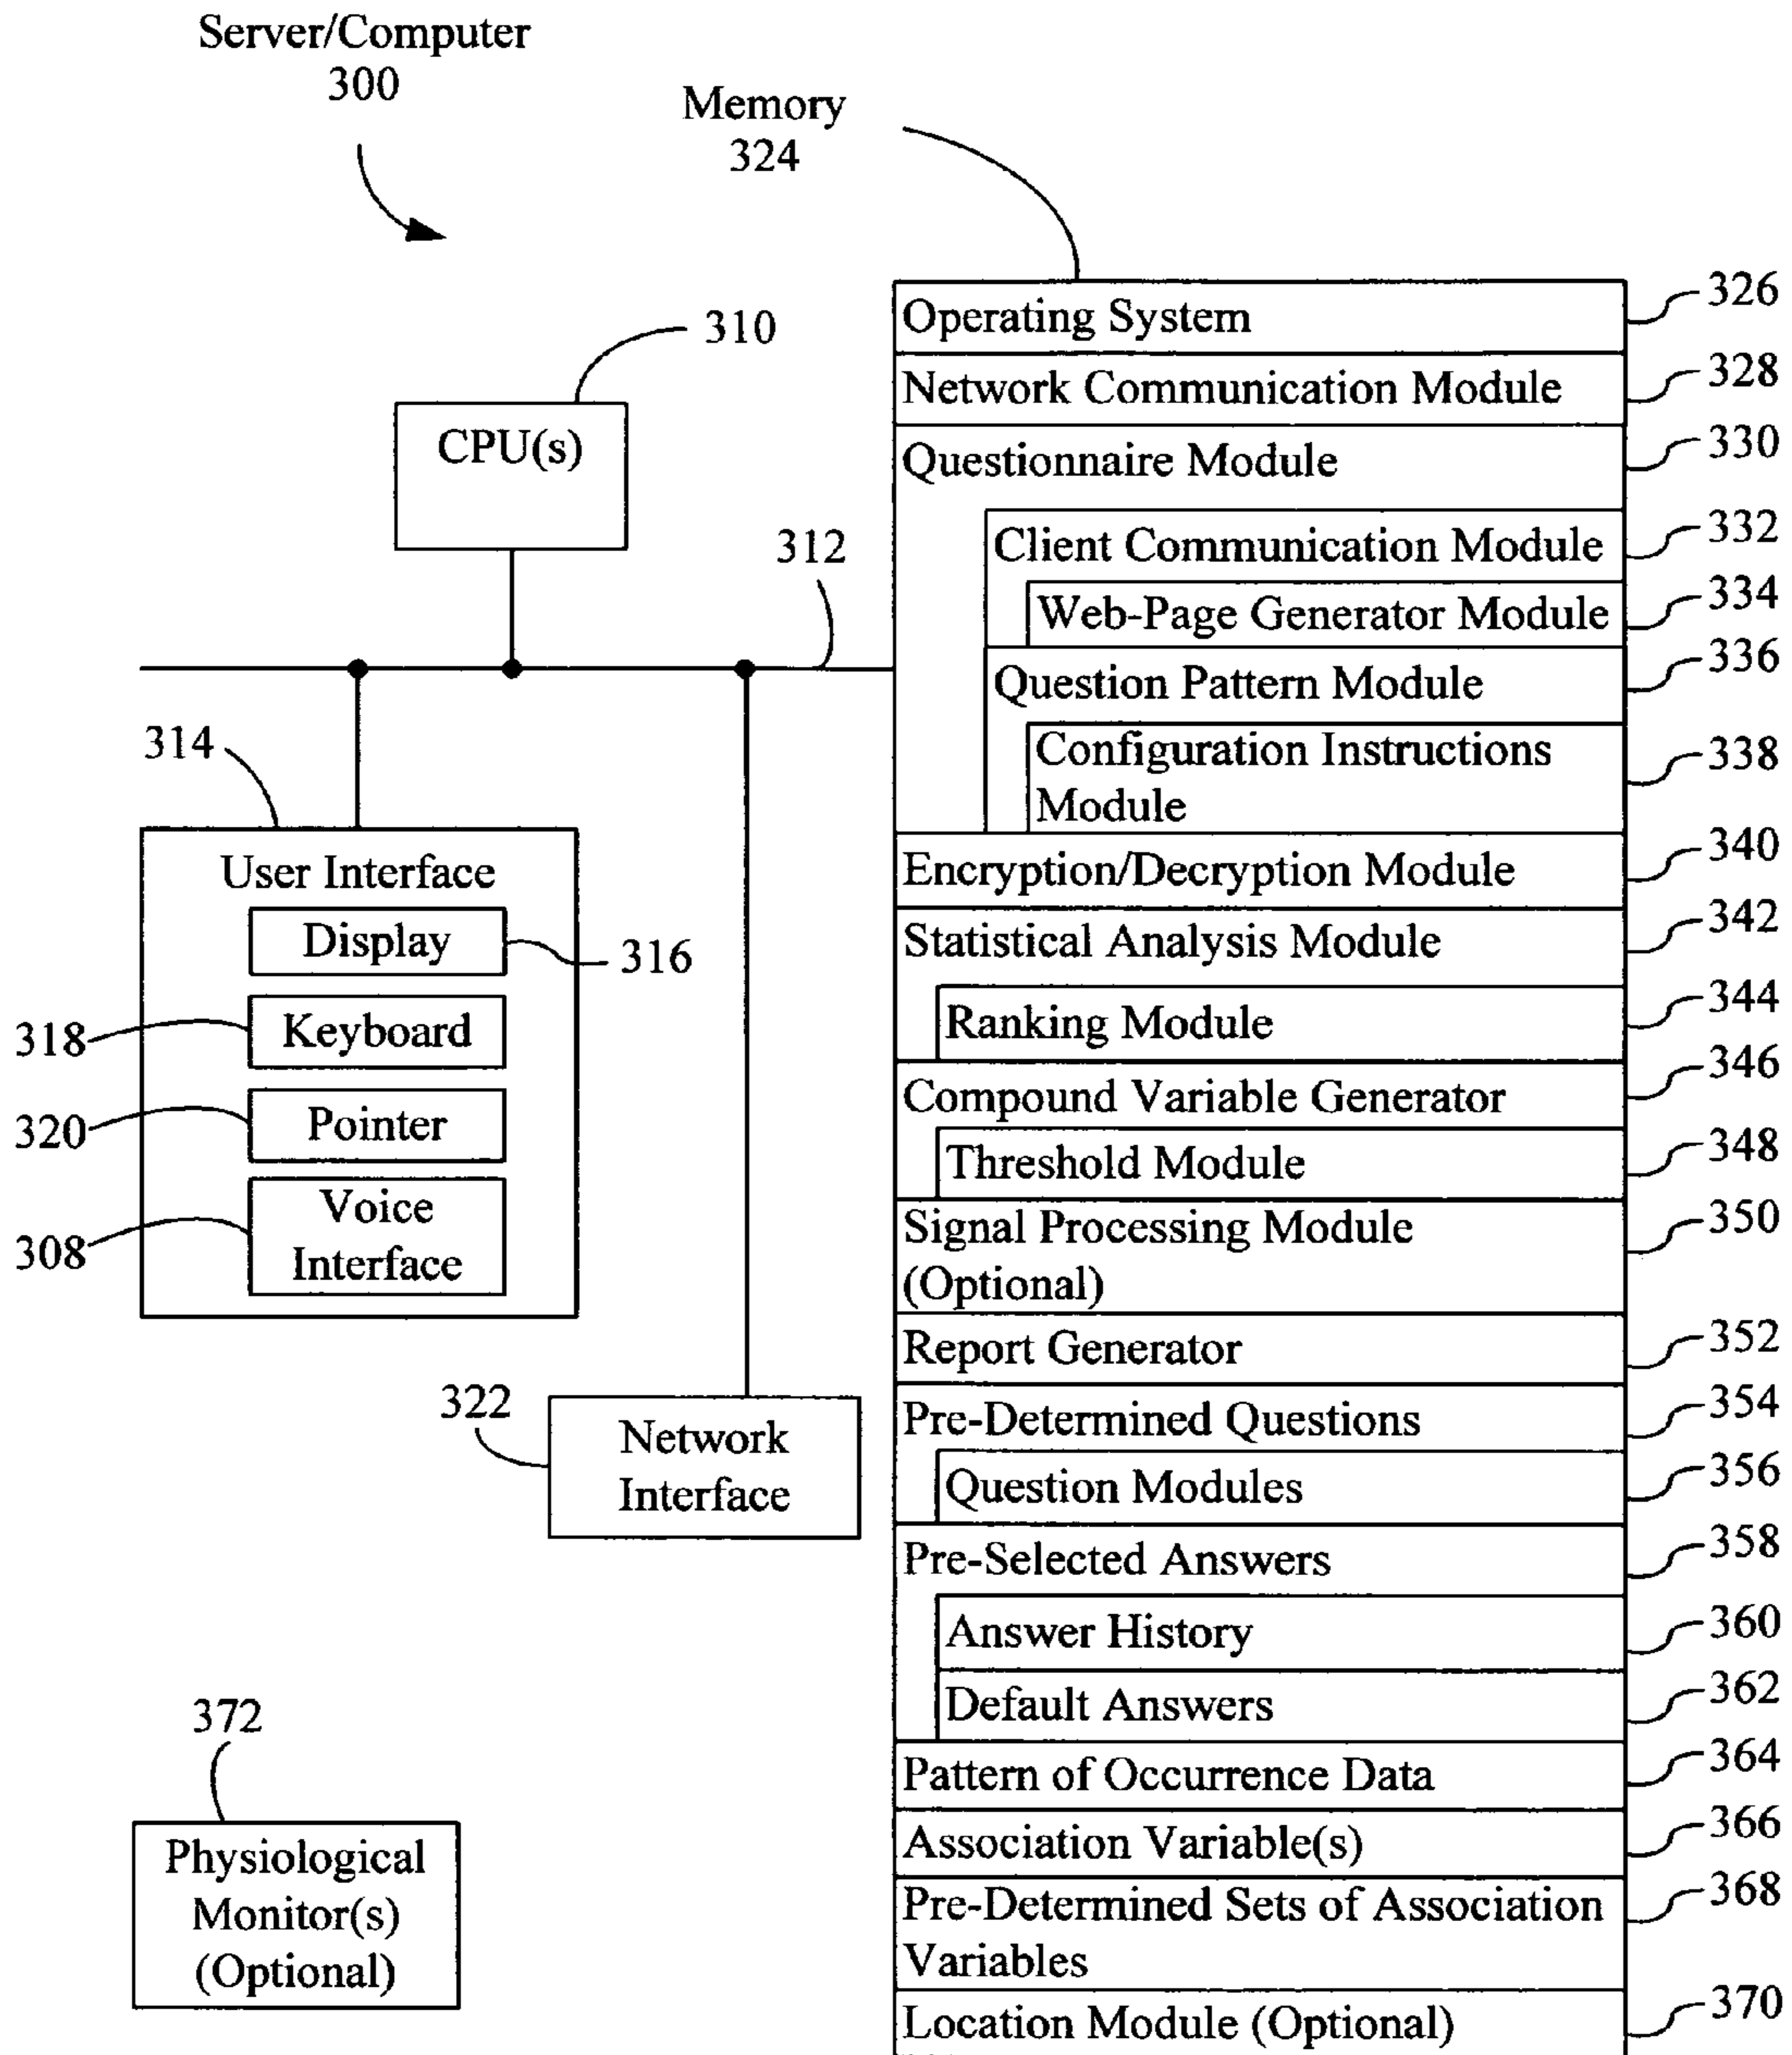 Server/Computer
300
Memory
324
310
CPU(s)
312
314
User Interface
Display
316
318
Keyboard
320
Pointer
308
Voice
Interface
322
Network
Interface
372
Physiological
Monitor(s)
(Optional)
Operating System
326
Network Communication Module
328
Questionnaire Module
330
Client Communication Module
332
Web-Page Generator Module
334
Question Pattern Module
336
Configuration Instructions
Module
338
Encryption/Decryption Module
340
Statistical Analysis Module
342
Ranking Module
344
Compound Variable Generator
346
Threshold Module
348
Signal Processing Module
(Optional)
350
Report Generator
352
Pre-Determined Questions
354
Question Modules
356
Pre-Selected Answers
358
Answer History
360
Default Answers
362
Pattern of Occurrence Data
364
Association Variable(s)
366
Pre-Determined Sets of Association
Variables
368
Location Module (Optional)
370